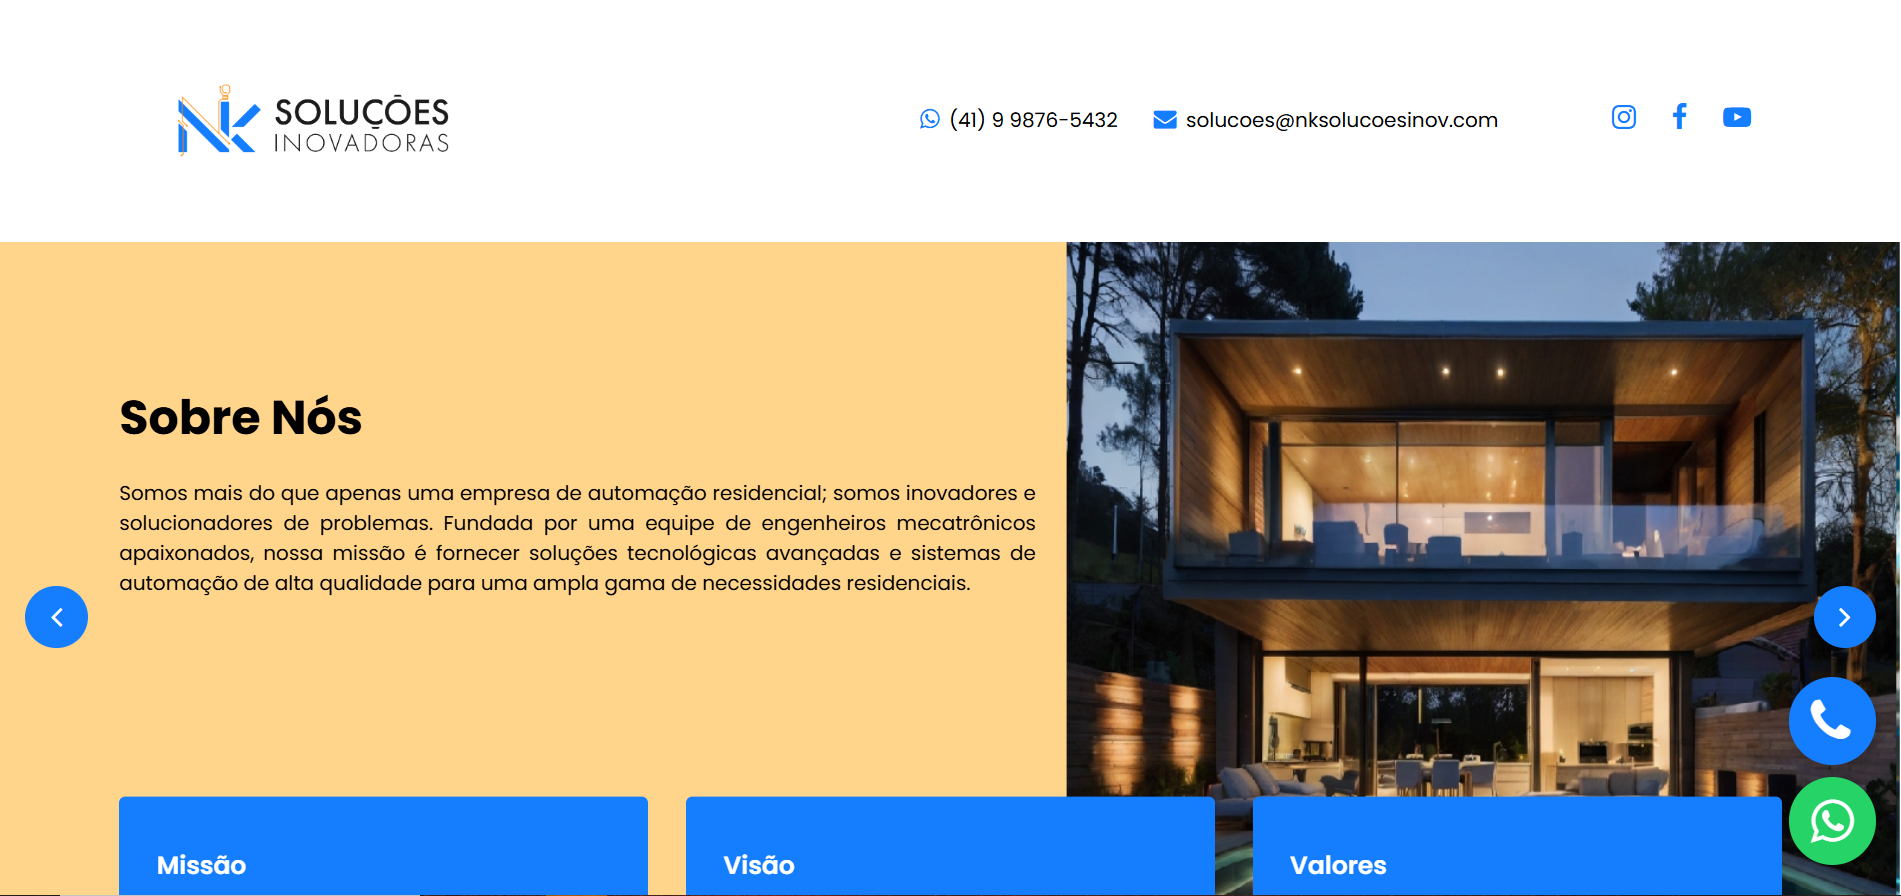 NK SOLUÇÕES
INOVADORAS
(41) 9 9876-5432
solucoes@nksolucoesinov.com
Sobre Nós
Somos mais do que apenas uma empresa de automação residencial; somos inovadores e
solucionadores de problemas. Fundada por uma equipe de engenheiros mecatrônicos
apaixonados, nossa missão é fornecer soluções tecnológicas avançadas e sistemas de
automação de alta qualidade para uma ampla gama de necessidades residenciais.
Missão
Visão
Valores